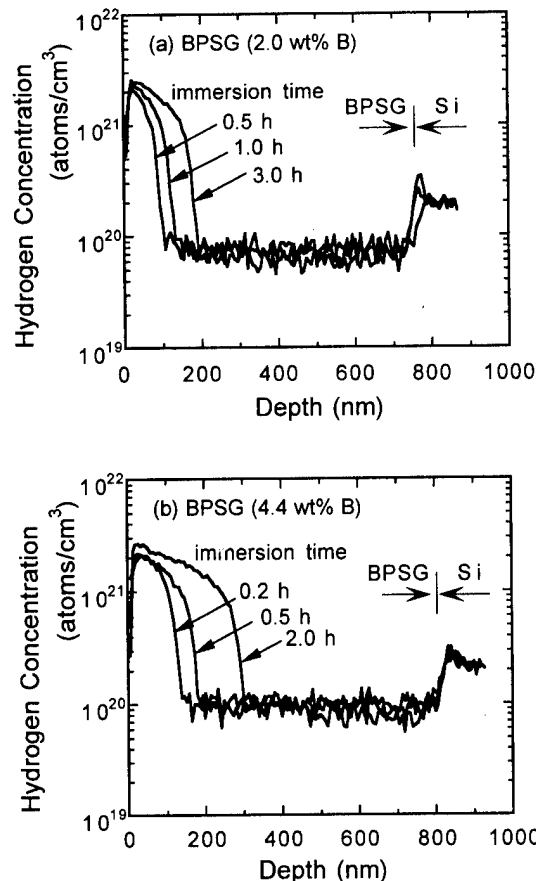 10^22
(a) BPSG (2.0 wt% B)
immersion time
BPSG Si
10^21
0.5 h
1.0 h
3.0 h
10^20
10^19
0 200 400 600 800 1000
Hydrogen Concentration
(atoms/cm^3)
Depth (nm)
10^22
(b) BPSG (4.4 wt% B)
immersion time
BPSG Si
10^21
0.2 h
0.5 h
2.0 h
10^20
10^19
0 200 400 600 800 1000
Hydrogen Concentration
(atoms/cm^3)
Depth (nm)